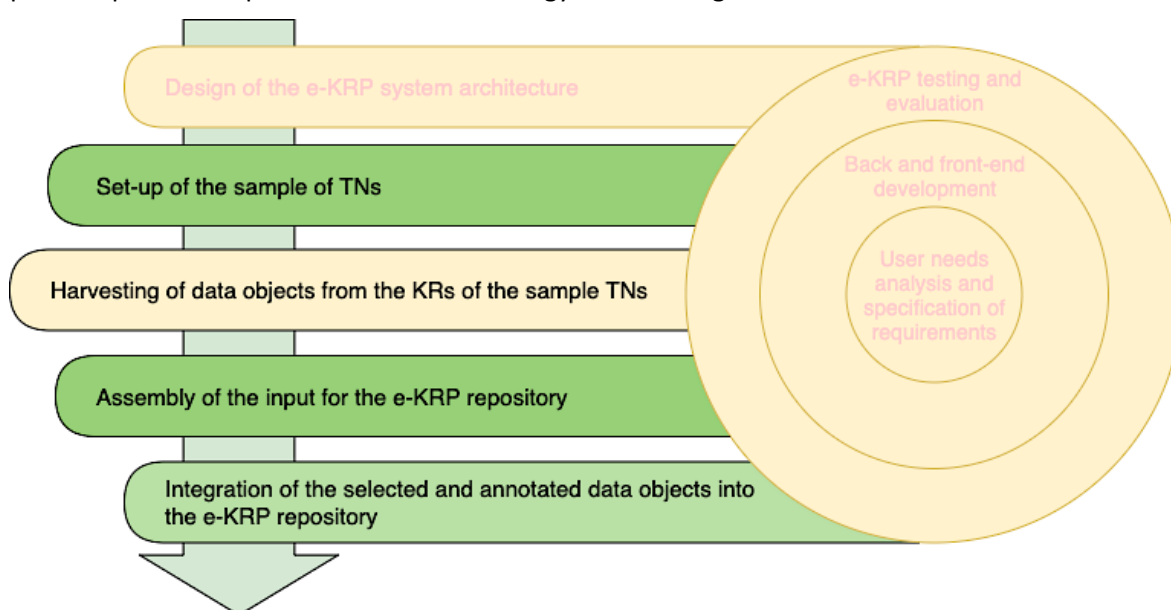 Design of the e-KRP system architecture
e-KRP testing and
evaluation
Set-up of the sample of TNs
Back and front-end
development
Harvesting of data objects from the KRs of the sample TNs
User needs
analysis and
specification of
requirements
Assembly of the input for the e-KRP repository
Integration of the selected and annotated data objects into
the e-KRP repository